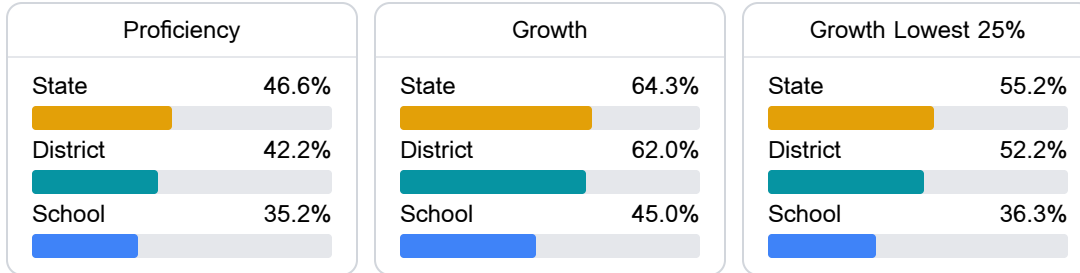 Proficiency
State 46.6%
District 42.2%
School 35.2%
Growth
State 64.3%
District 62.0%
School 45.0%
Growth Lowest 25%
State 55.2%
District 52.2%
School 36.3%